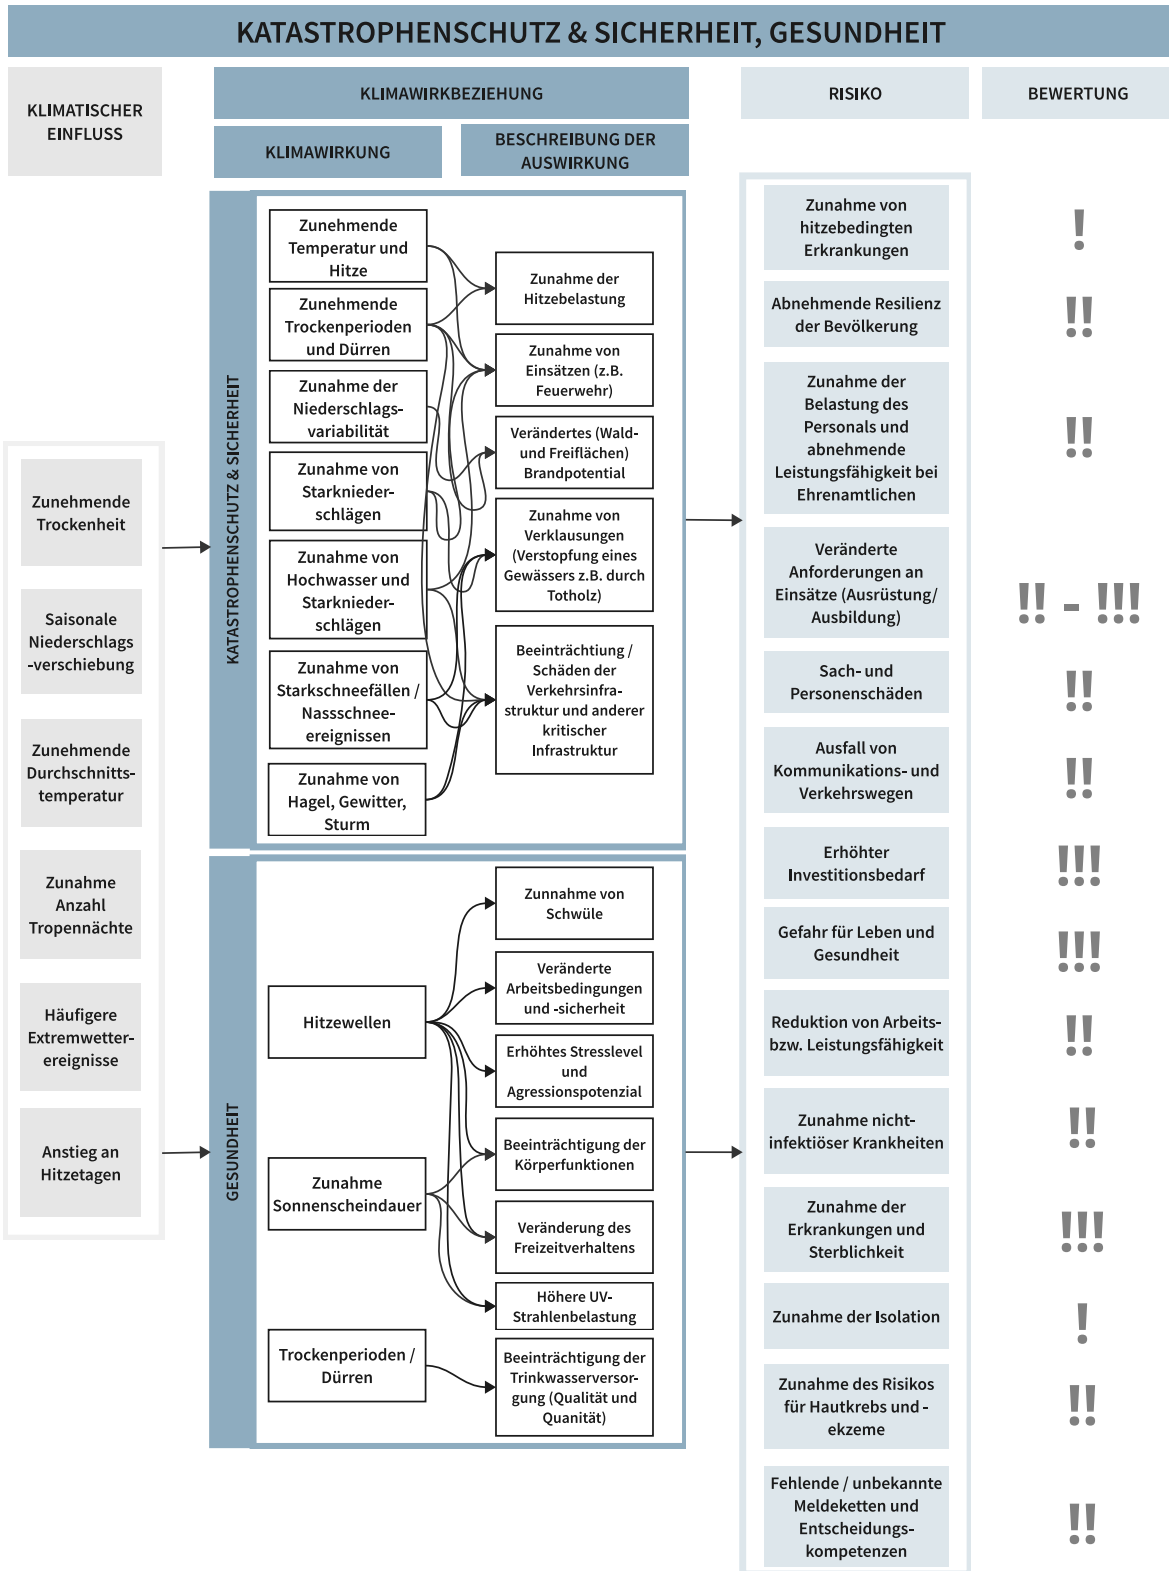 KATASTROPHENSCHUTZ & SICHERHEIT, GESUNDHEIT
KLIMATISCHER
EINFLUSS
KLIMAWIRKBEZIEHUNG
KLIMAWIRKUNG
BESCHREIBUNG DER
AUSWIRKUNG
RISIKO
BEWERTUNG
Zunehmende
Trockenheit
Saisonale
Niederschlags
-verschiebung
Zunehmende
Durchschnitts-
temperatur
Zunahme
Anzahl
Tropennächte
Häufigere
Extremwetter-
ereignisse
Anstieg an
Hitzetagen
KATASTROPHENSCHUTZ & SICHERHEIT
Zunehmende
Temperatur und
Hitze
Zunehmende
Trockenperioden
und Dürren
Zunahme der
Niederschlags-
variabilität
Zunahme von
Starknieder-
schlägen
Zunahme von
Hochwasser und
Starknieder-
schlägen
Zunahme von
Starkschneefällen /
Nassschnee-
ereignissen
Zunahme von
Hagel, Gewitter,
Sturm
Zunahme der
Hitzebelastung
Zunahme von
Einsätzen (z.B.
Feuerwehr)
Verändertes (Wald-
und Freiflächen)
Brandpotential
Zunahme von
Verklausungen
(Verstopfung eines
Gewässers z.B. durch
Totholz)
Beeinträchtiung /
Schäden der
Verkehrsinfra-
struktur und anderer
kritischer
Infrastruktur
GESUNDHEIT
Hitzewellen
Zunahme
Sonnenscheindauer
Trockenperioden /
Dürren
Zunnahme von
Schwüle
Veränderte
Arbeitsbedingungen
und -sicherheit
Erhöhtes Stresslevel
und
Agressionspotenzial
Beeinträchtigung der
Körperfunktionen
Veränderung des
Freizeitverhaltens
Höhere UV-
Strahlenbelastung
Beeinträchtigung der
Trinkwasserversor-
gung (Qualität und
Quanität)
Zunahme von
hitzebedingten
Erkrankungen
!
Abnehmende Resilienz
der Bevölkerung
!!
Zunahme der
Belastung des
Personals und
abnehmende
Leistungsfähigkeit bei
Ehrenamtlichen
!!
Veränderte
Anforderungen an
Einsätze (Ausrüstung/
Ausbildung)
!! - !!!
Sach- und
Personenschäden
!!
Ausfall von
Kommunikations- und
Verkehrswegen
!!
Erhöhter
Investitionsbedarf
!!!
Gefahr für Leben und
Gesundheit
!!!
Reduktion von Arbeits-
bzw. Leistungsfähigkeit
!!
Zunahme nicht-
infektiöser Krankheiten
!!
Zunahme der
Erkrankungen und
Sterblichkeit
!!!
Zunahme der Isolation
!
Zunahme des Risikos
für Hautkrebs und -
ekzeme
!!
Fehlende / unbekannte
Meldeketten und
Entscheidungs-
kompetenzen
!!